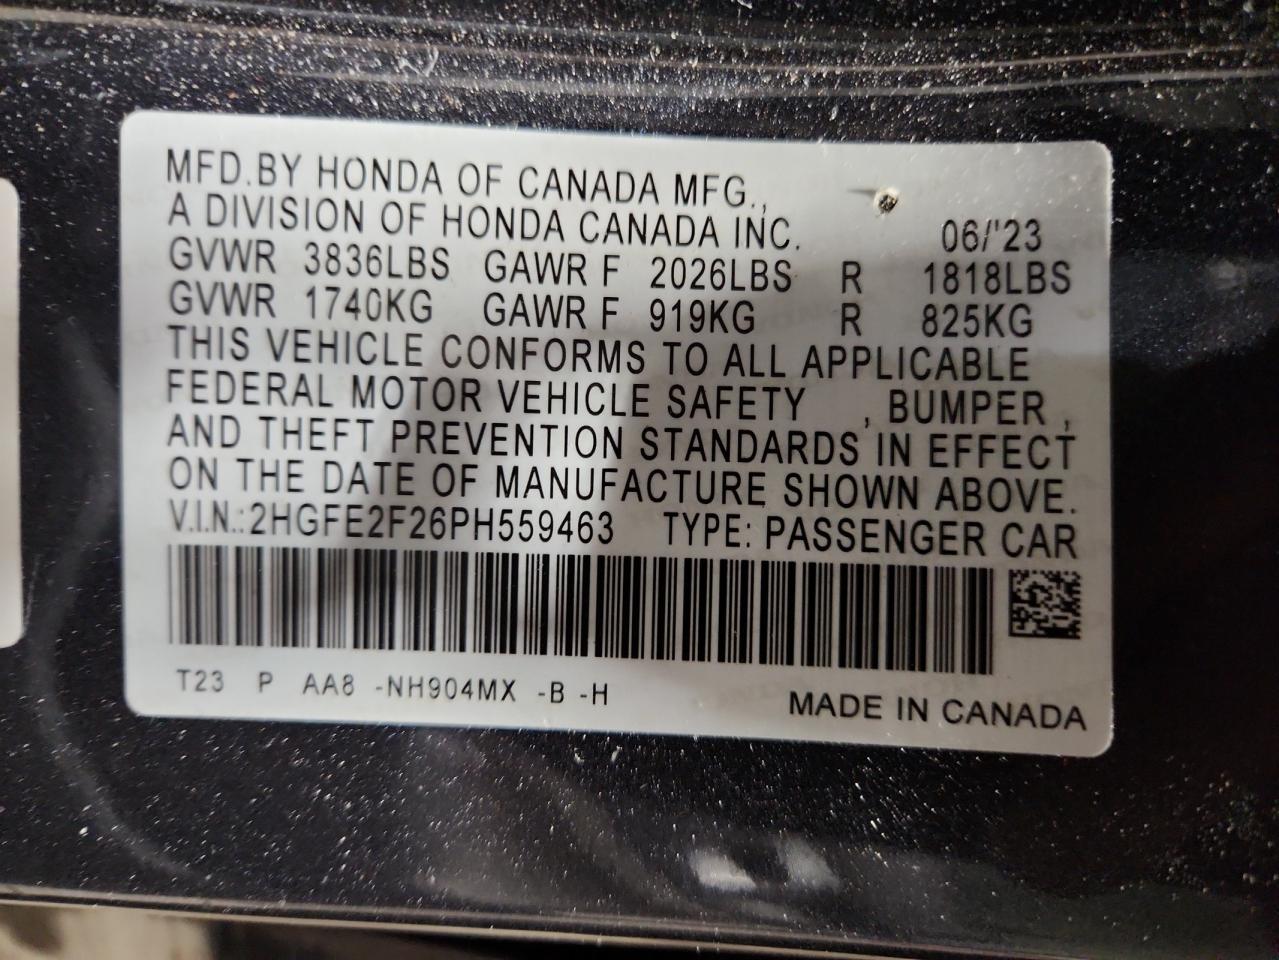 MFD.BY HONDA OF CANADA MFG.,
A DIVISION OF HONDA CANADA INC. 06/'23
GVWR 3836LBS GAWR F 2026LBS R 1818LBS
GVWR 1740KG GAWR F 919KG R 825KG
THIS VEHICLE CONFORMS TO ALL APPLICABLE
FEDERAL MOTOR VEHICLE SAFETY , BUMPER ,
AND THEFT PREVENTION STANDARDS IN EFFECT
ON THE DATE OF MANUFACTURE SHOWN ABOVE.
V.I.N.:2HGFE2F26PH559463 TYPE: PASSENGER CAR
T23 P AA8 -NH904MX -B -H
MADE IN CANADA